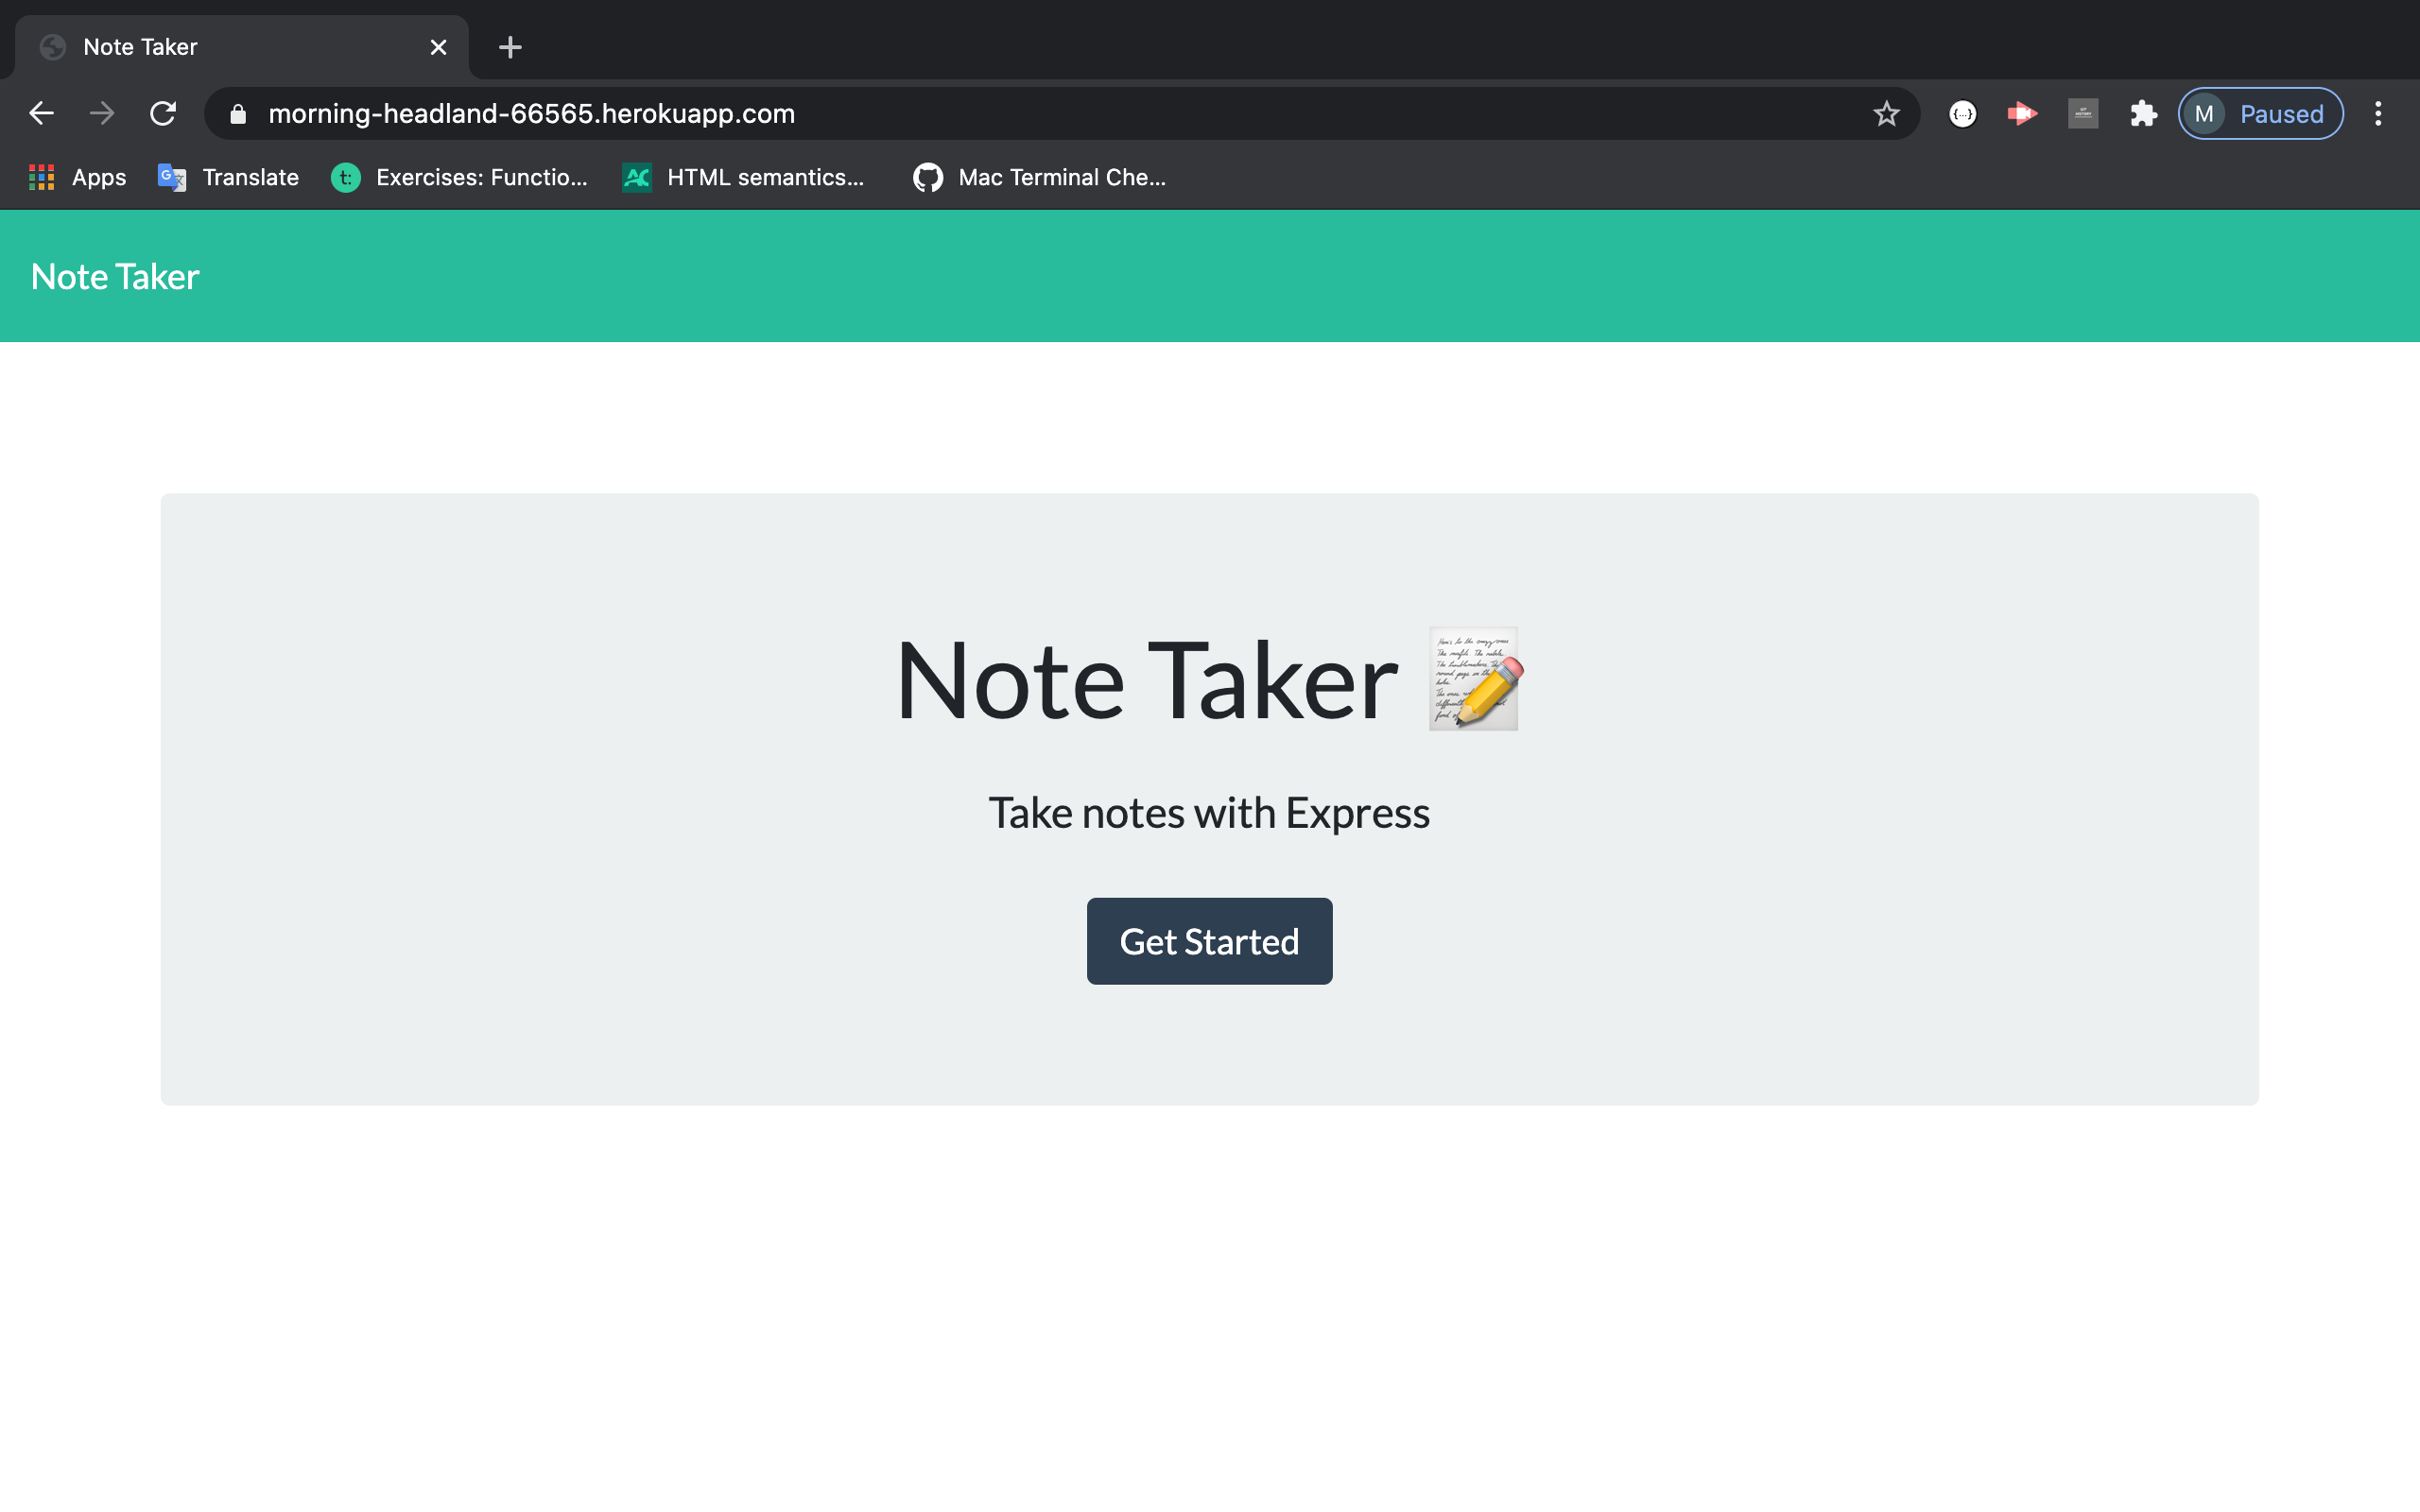 Note Taker
morning-headland-66565.herokuapp.com
M Paused
Apps Translate t: Exercises: Functio... HTML semantics... Mac Terminal Che...
Note Taker
Note Taker
Take notes with Express
Get Started